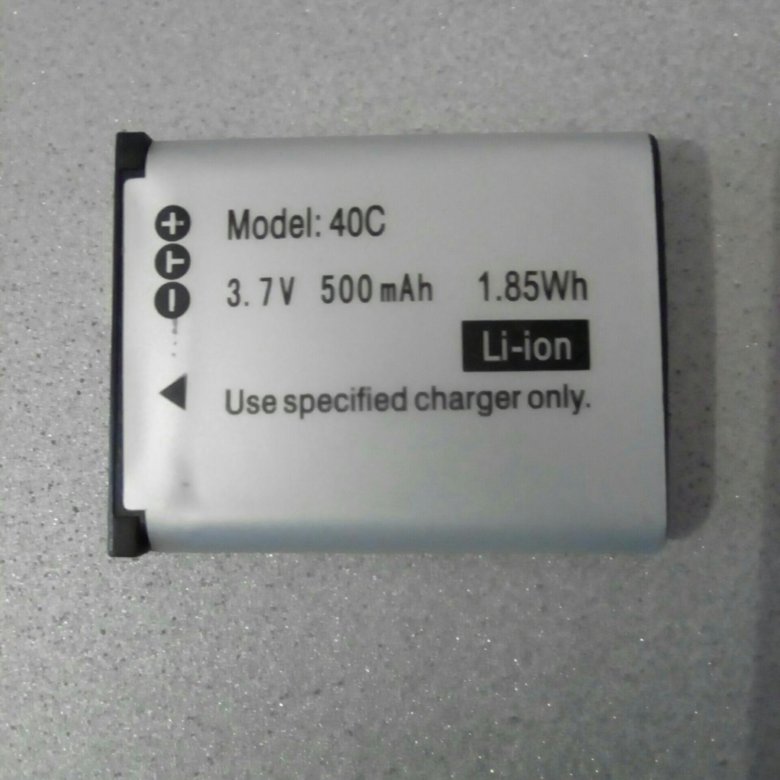 Model: 40C
+ T -
3.7V 500mAh 1.85Wh
Li-ion
Use specified charger only.